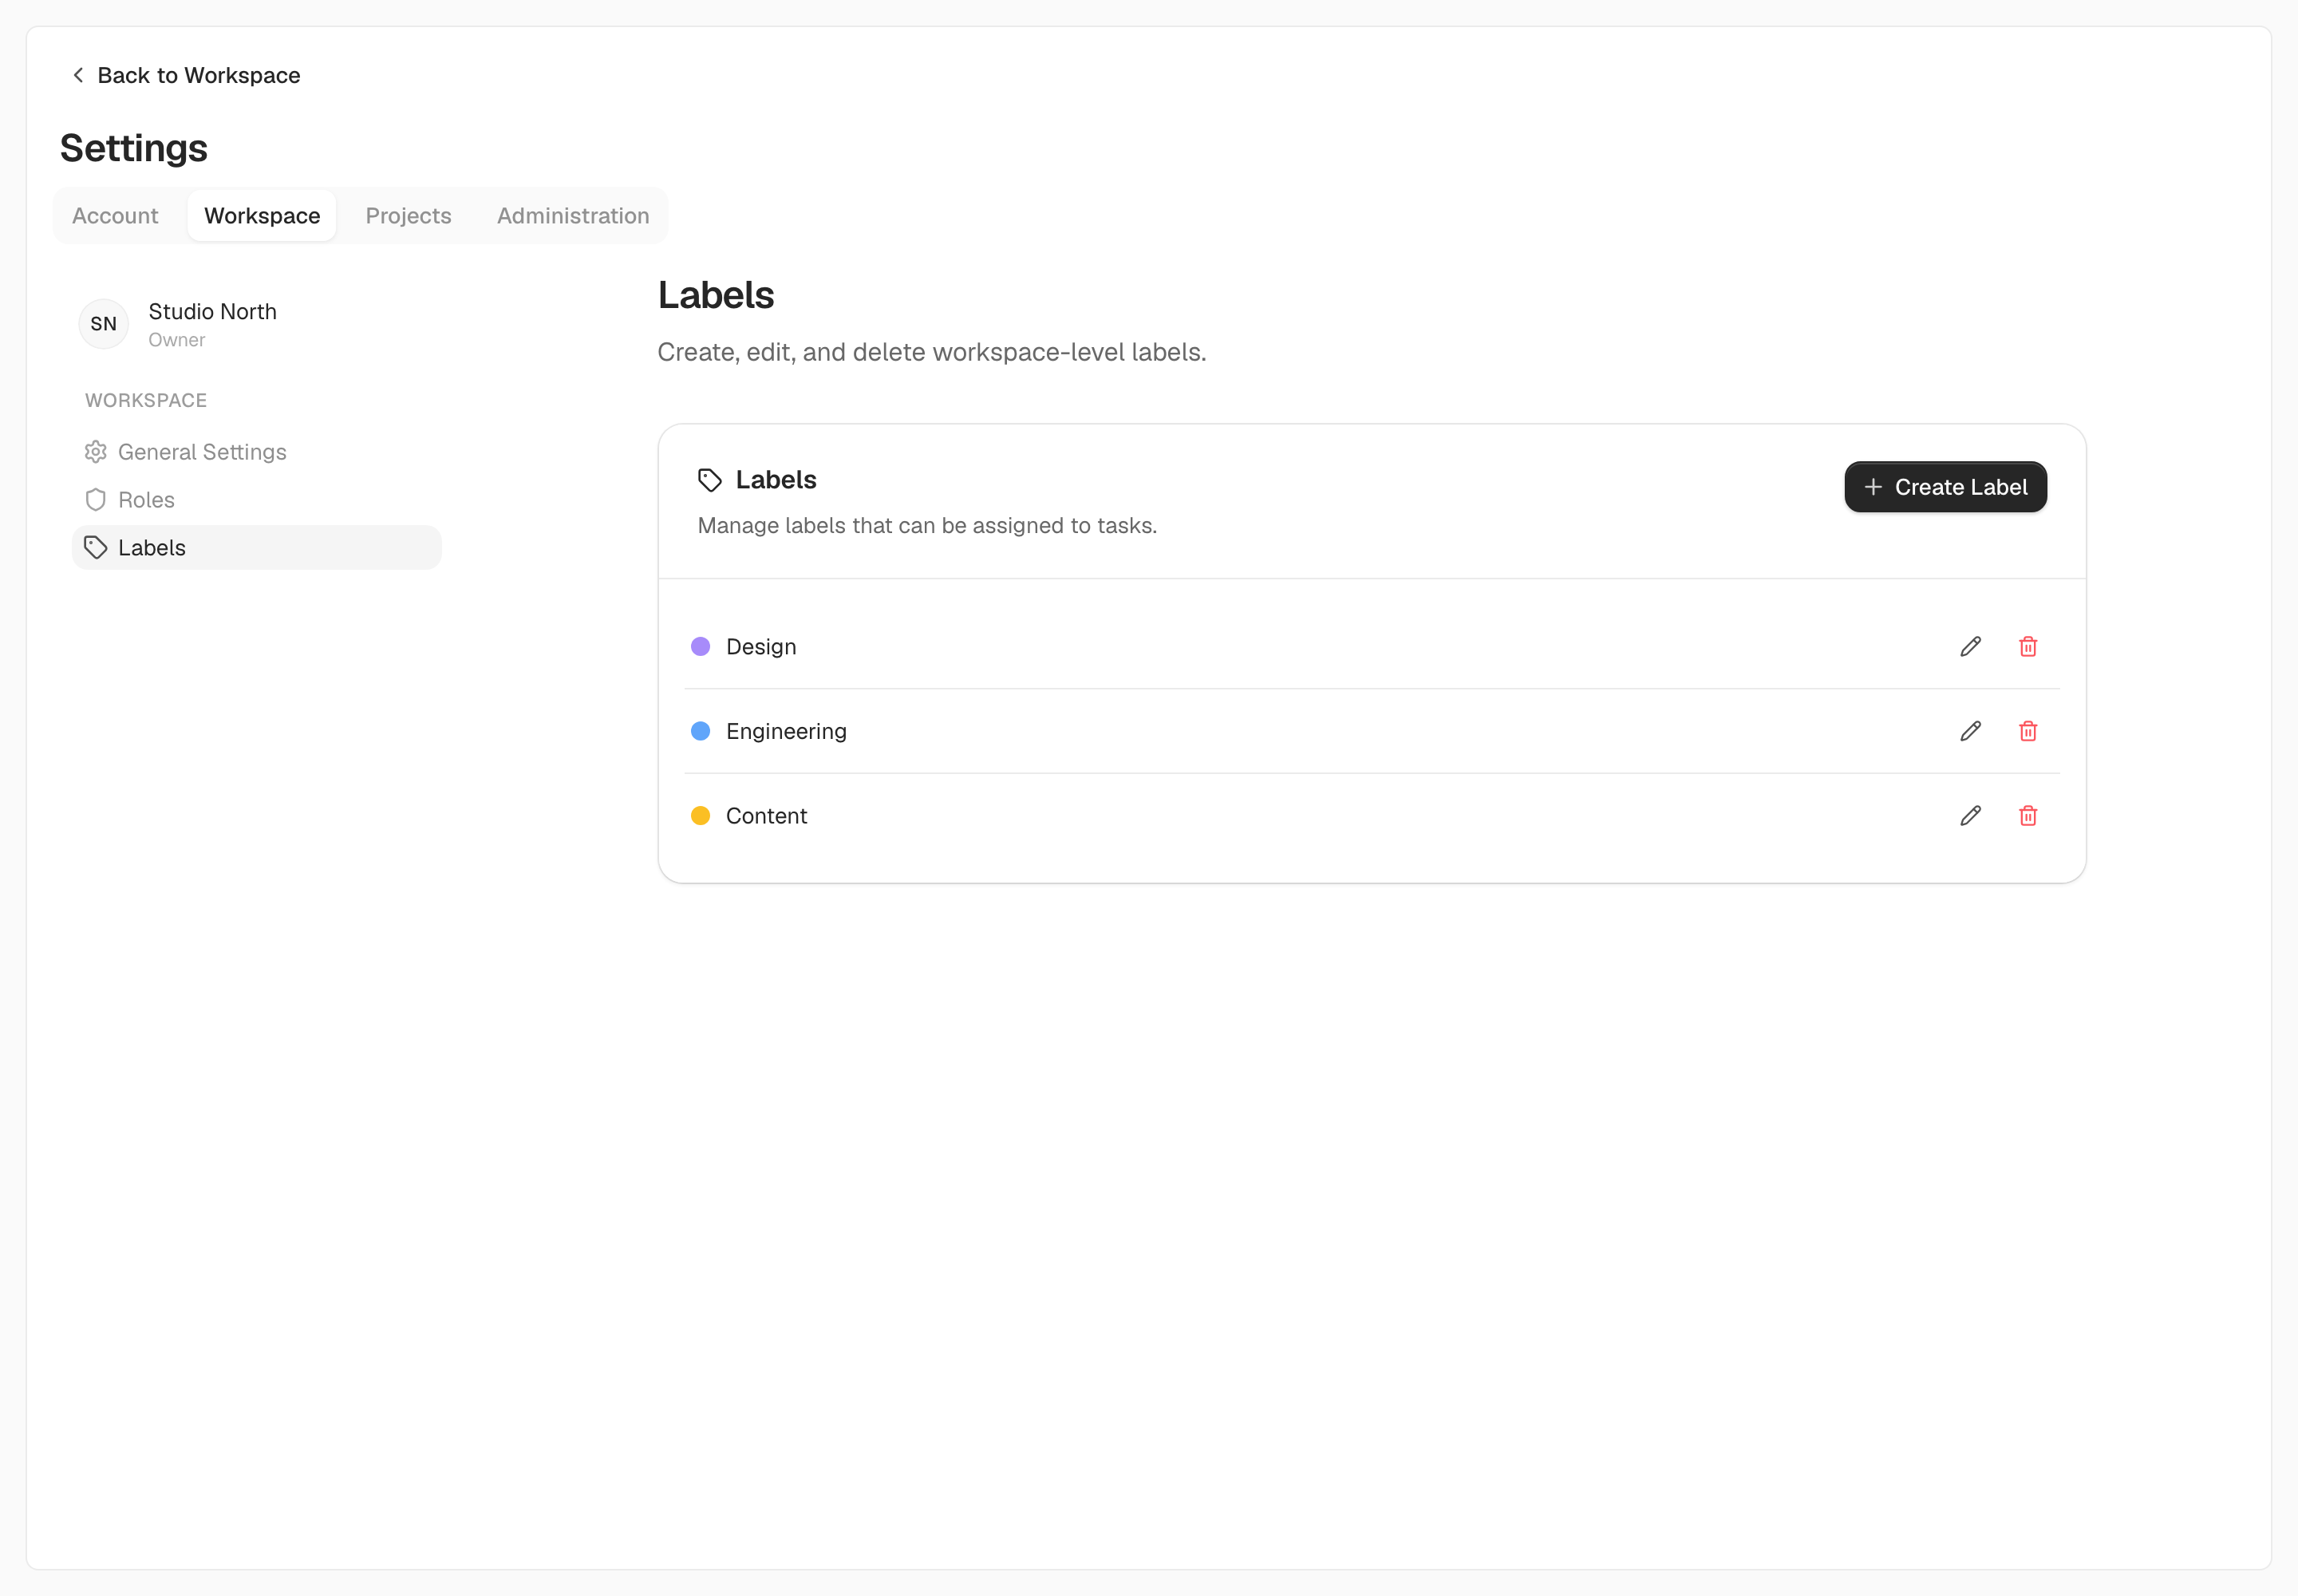 Back to Workspace
Settings
Account Workspace Projects Administration
SN
Studio North
Owner
WORKSPACE
General Settings
Roles
Labels
Labels
Create, edit, and delete workspace-level labels.
Labels
Create Label
Manage labels that can be assigned to tasks.
Design
Engineering
Content